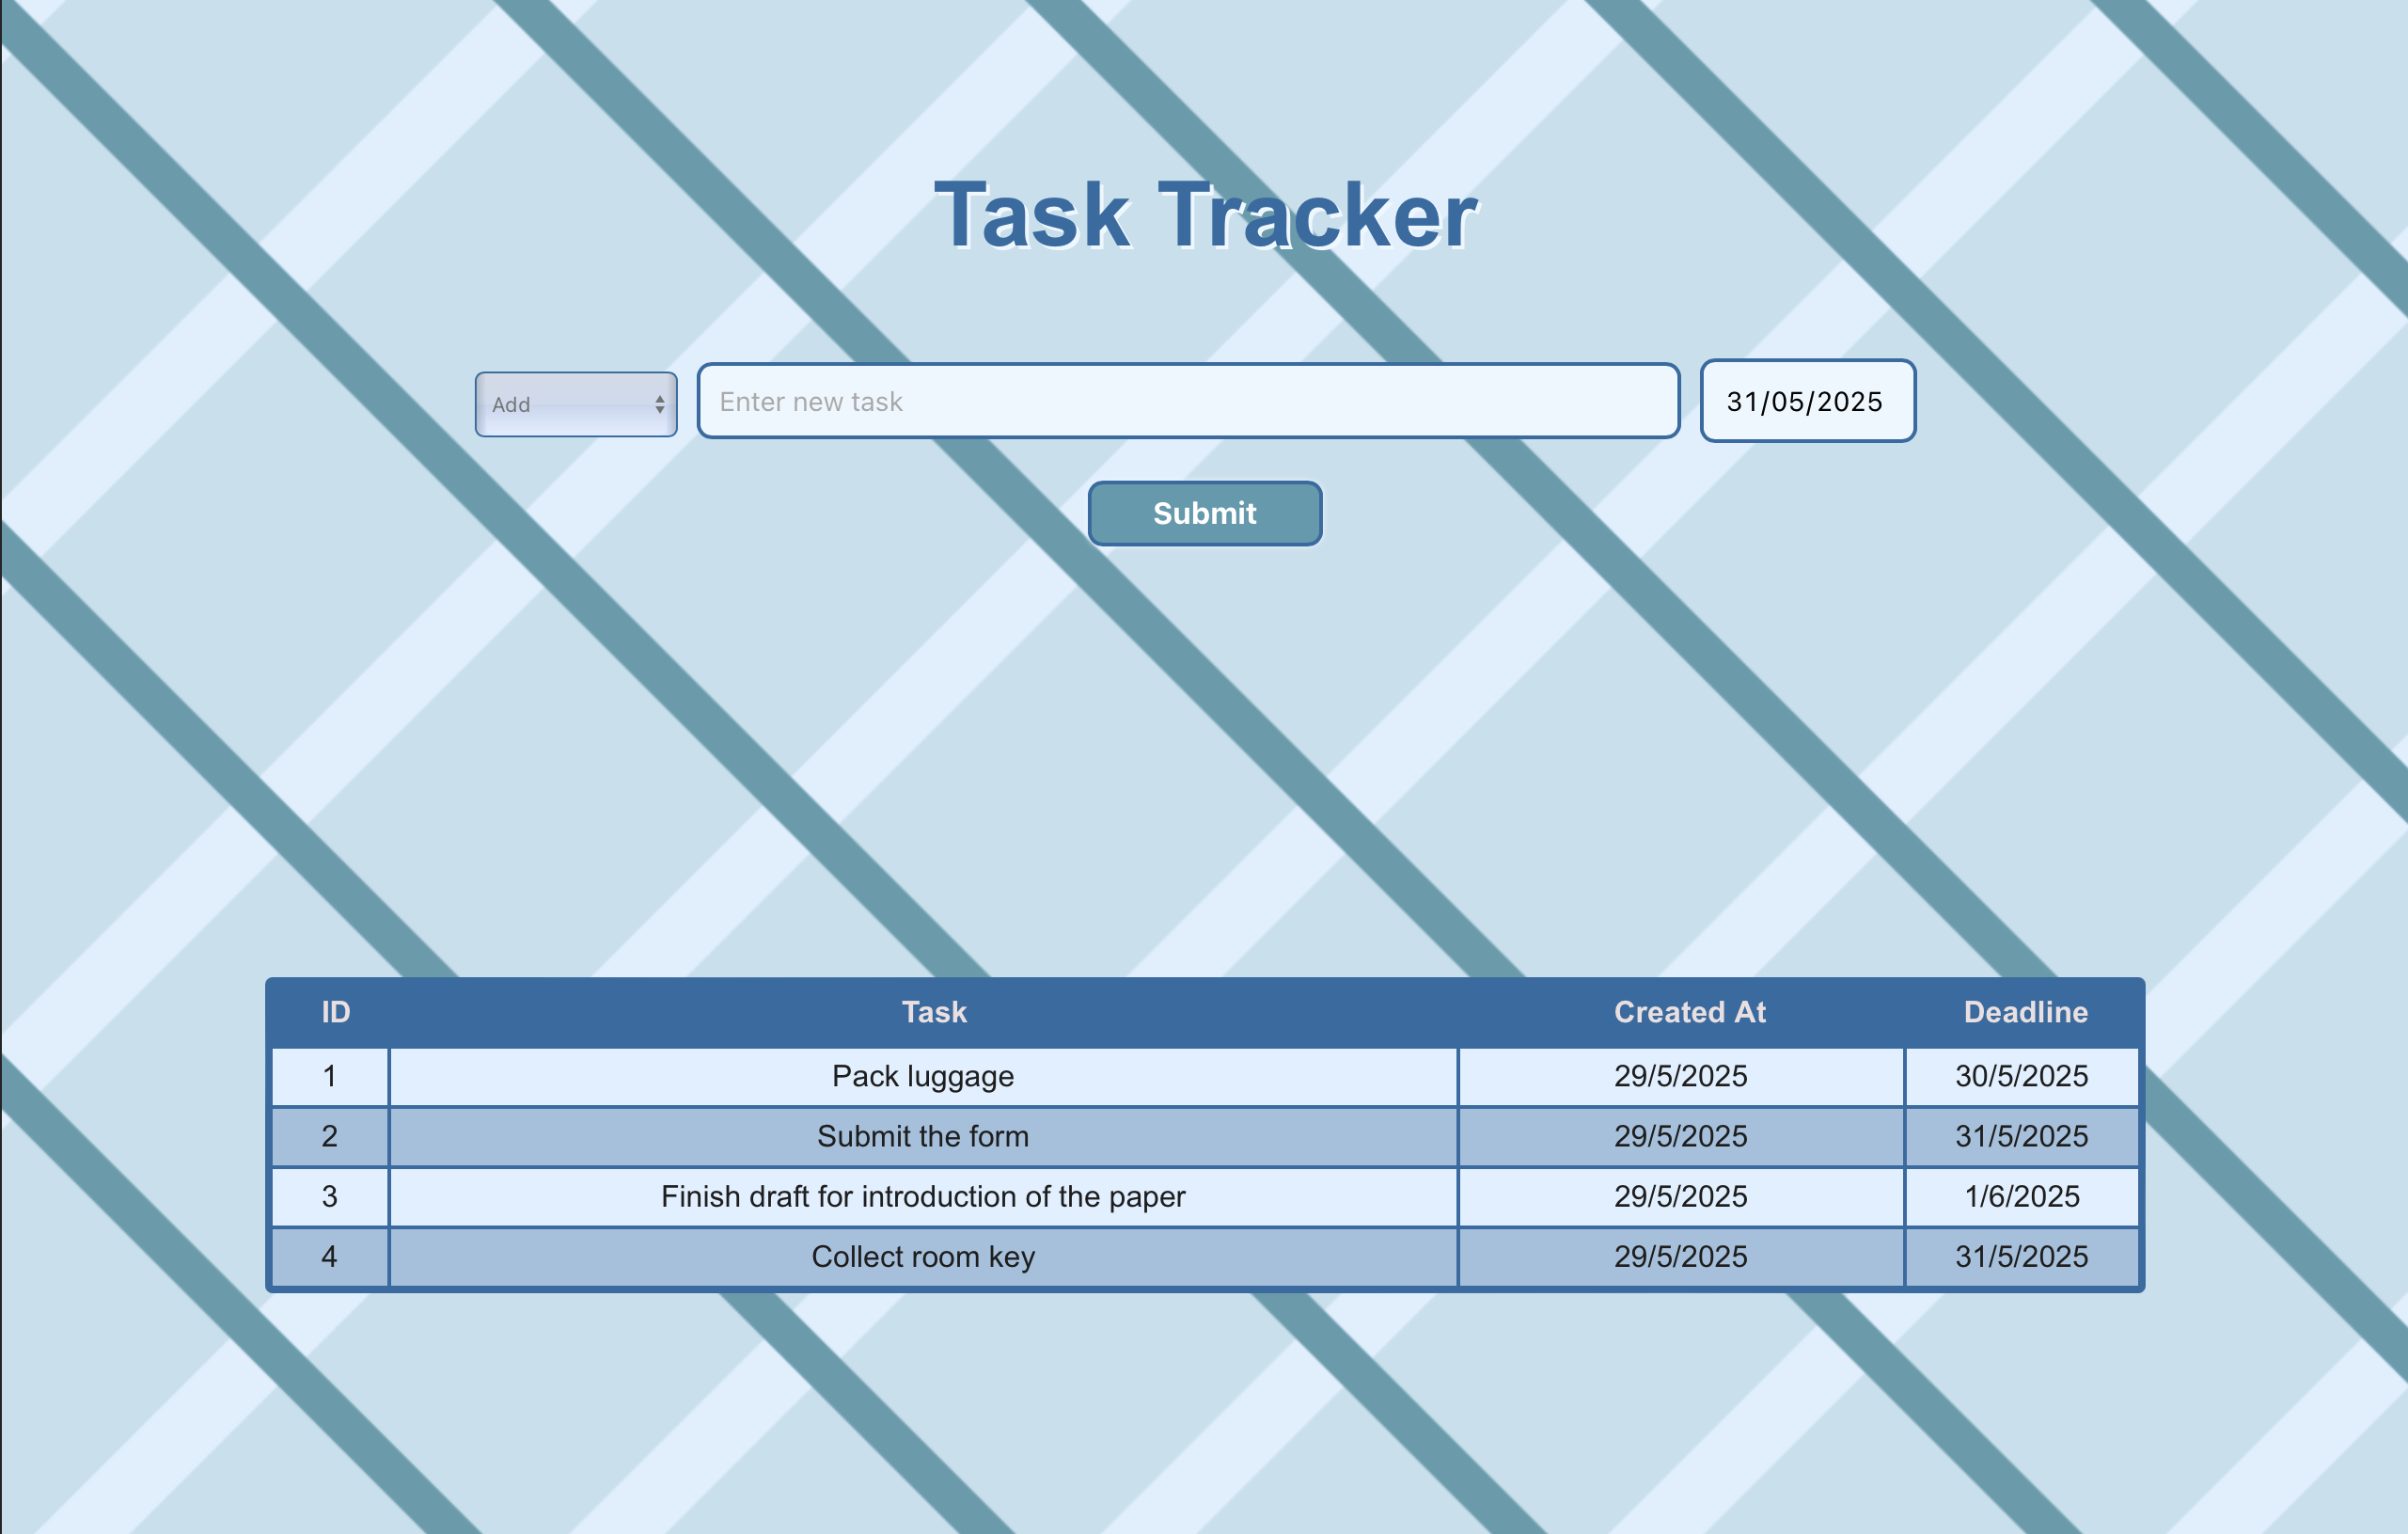 Task Tracker
Add Enter new task 31/05/2025
Submit
ID Task Created At Deadline
1 Pack luggage 29/5/2025 30/5/2025
2 Submit the form 29/5/2025 31/5/2025
3 Finish draft for introduction of the paper 29/5/2025 1/6/2025
4 Collect room key 29/5/2025 31/5/2025